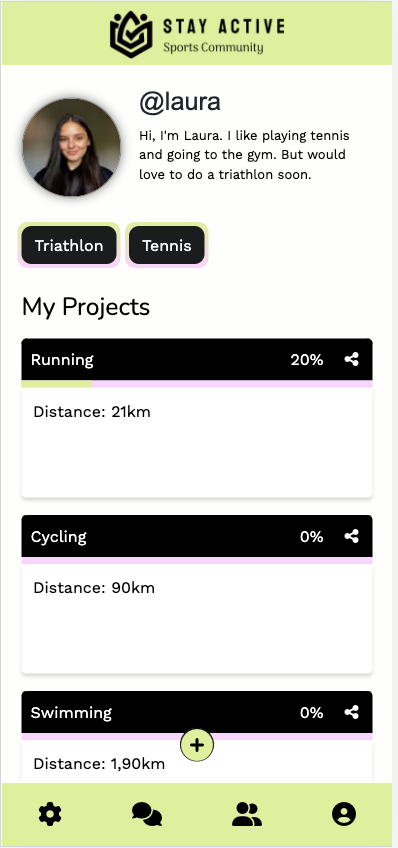 STAY ACTIVE
Sports Community
@laura
Hi, I'm Laura. I like playing tennis
and going to the gym. But would
love to do a triathlon soon.
Triathlon Tennis
My Projects
Running 20%
Distance: 21km
Cycling 0%
Distance: 90km
Swimming 0%
Distance: 1,90km